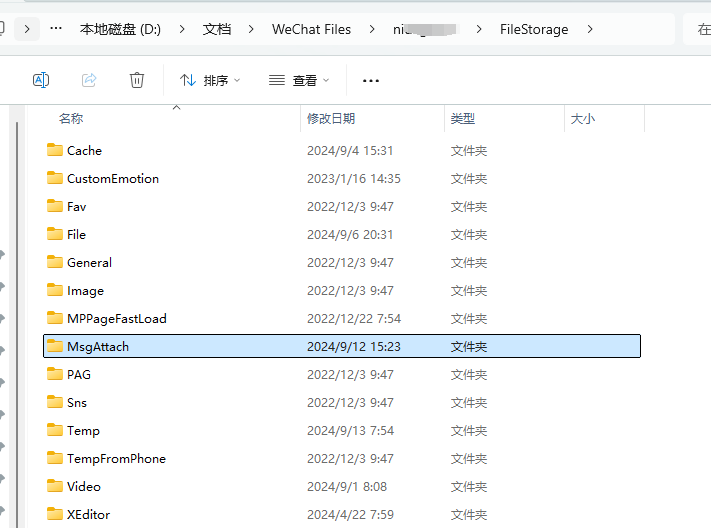 本地磁盘 (D:) 文档 WeChat Files FileStorage 在
排序 查看
名称 修改日期 类型 大小
Cache 2024/9/4 15:31 文件夹
CustomEmotion 2023/1/16 14:35 文件夹
Fav 2022/12/3 9:47 文件夹
File 2024/9/6 20:31 文件夹
General 2022/12/3 9:47 文件夹
Image 2022/12/3 9:47 文件夹
MPPageFastLoad 2022/12/22 7:54 文件夹
MsgAttach 2024/9/12 15:23 文件夹
PAG 2022/12/3 9:47 文件夹
Sns 2022/12/3 9:47 文件夹
Temp 2024/9/13 7:54 文件夹
TempFromPhone 2022/12/3 9:47 文件夹
Video 2024/9/1 8:08 文件夹
XEditor 2024/4/22 7:59 文件夹